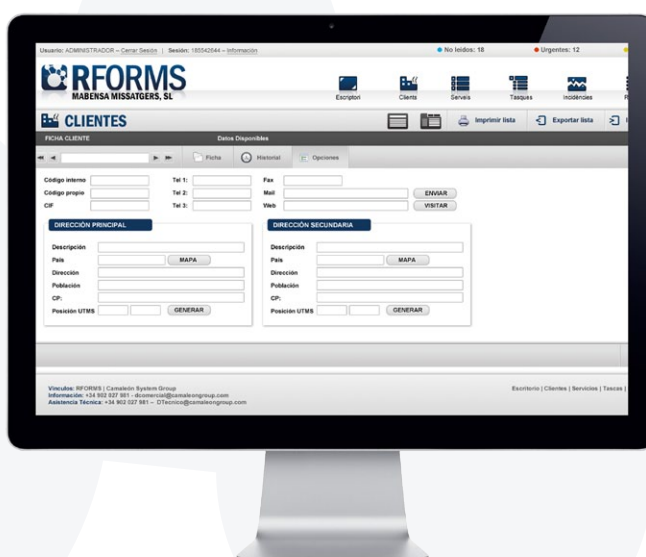 Usuario: ADMINISTRADOR – Cerrar Sesión | Sesión: 185542644 – Información
No leídos: 18
Urgentes: 12
RFORMS
MABENSA MISSATGERS, SL
Escriptori
Clients
Serveis
Tasques
Incidències
CLIENTES
Imprimir lista
Exportar lista
FICHA CLIENTE
Datos Disponibles
Ficha
Historial
Opciones
Código interno
Tel 1:
Fax
Código propio
Tel 2:
Mail
ENVIAR
CIF
Tel 3:
Web
VISITAR
DIRECCIÓN PRINCIPAL
DIRECCIÓN SECUNDARIA
Descripción
Descripción
País
MAPA
País
MAPA
Dirección
Dirección
Población
Población
CP:
CP:
Posición UTMS
GENERAR
Posición UTMS
GENERAR
Vínculos: RFORMS | Camaleón System Group
Información: +34 902 027 981 - dcomercial@camaleongroup.com
Asistencia Técnica: +34 902 027 981 – DTecnico@camaleongroup.com
Escritorio | Clientes | Servicios | Tascas |